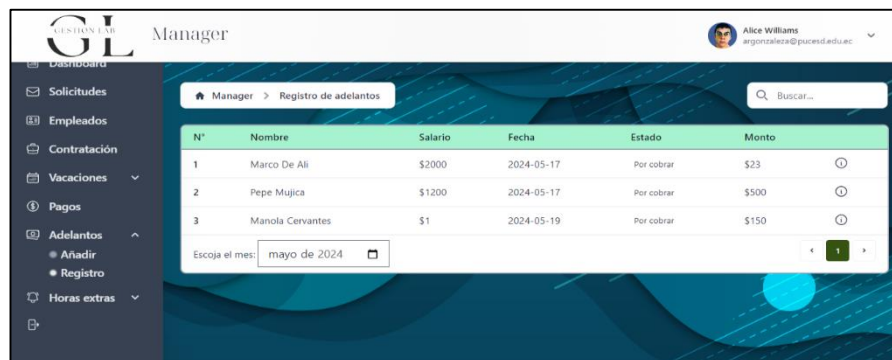 GESTION LAB
GL
Manager
Alice Williams
argonzaleza@pucesd.edu.ec
Dashboard
Solicitudes
Empleados
Contratación
Vacaciones
Pagos
Adelantos
Añadir
Registro
Horas extras
Manager > Registro de adelantos
Buscar...
N° Nombre Salario Fecha Estado Monto
1 Marco De Ali $2000 2024-05-17 Por cobrar $23
2 Pepe Mujica $1200 2024-05-17 Por cobrar $500
3 Manola Cervantes $1 2024-05-19 Por cobrar $150
Escoja el mes: mayo de 2024
1